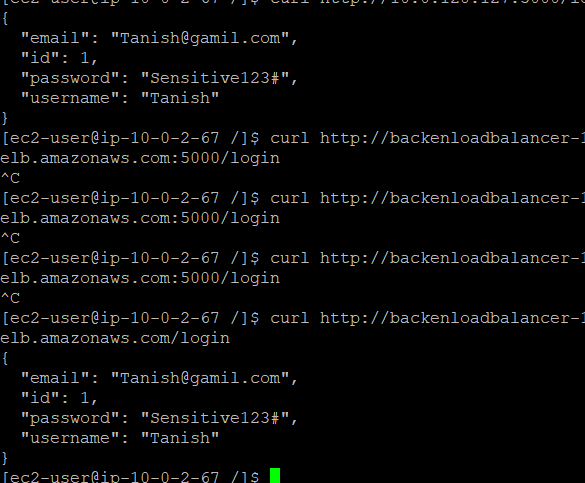 [ec2-user@ip-10-0-2-67 /]$ curl http://10.0.128.127:5000/lo
{
  "email": "Tanish@gamil.com",
  "id": 1,
  "password": "Sensitive123#",
  "username": "Tanish"
}
[ec2-user@ip-10-0-2-67 /]$ curl http://backenloadbalancer-1
elb.amazonaws.com:5000/login
^C
[ec2-user@ip-10-0-2-67 /]$ curl http://backenloadbalancer-1
elb.amazonaws.com:5000/login
^C
[ec2-user@ip-10-0-2-67 /]$ curl http://backenloadbalancer-1
elb.amazonaws.com:5000/login
^C
[ec2-user@ip-10-0-2-67 /]$ curl http://backenloadbalancer-1
elb.amazonaws.com/login
{
  "email": "Tanish@gamil.com",
  "id": 1,
  "password": "Sensitive123#",
  "username": "Tanish"
}
[ec2-user@ip-10-0-2-67 /]$